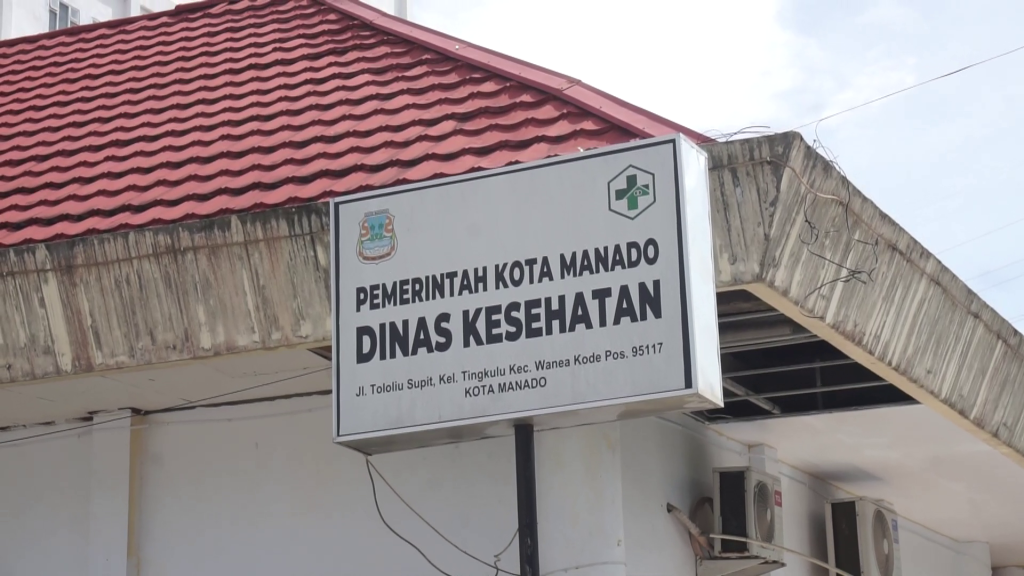 PEMERINTAH KOTA MANADO
DINAS KESEHATAN
Jl. Tololiu Supit, Kel. Tingkulu Kec. Wanea Kode Pos. 95117
KOTA MANADO